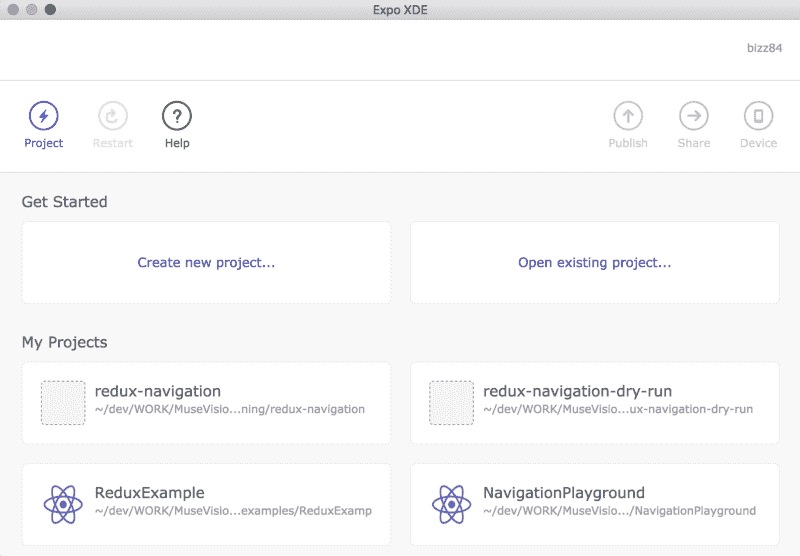 Expo XDE
bizz84
Project
Restart
Help
Publish
Share
Device
Get Started
Create new project...
Open existing project...
My Projects
redux-navigation
~/dev/WORK/MuseVisio...ning/redux-navigation
redux-navigation-dry-run
~/dev/WORK/MuseVisio...ux-navigation-dry-run
ReduxExample
~/dev/WORK/MuseVisio...examples/ReduxExamp
NavigationPlayground
~/dev/WORK/MuseVisio.../NavigationPlayground